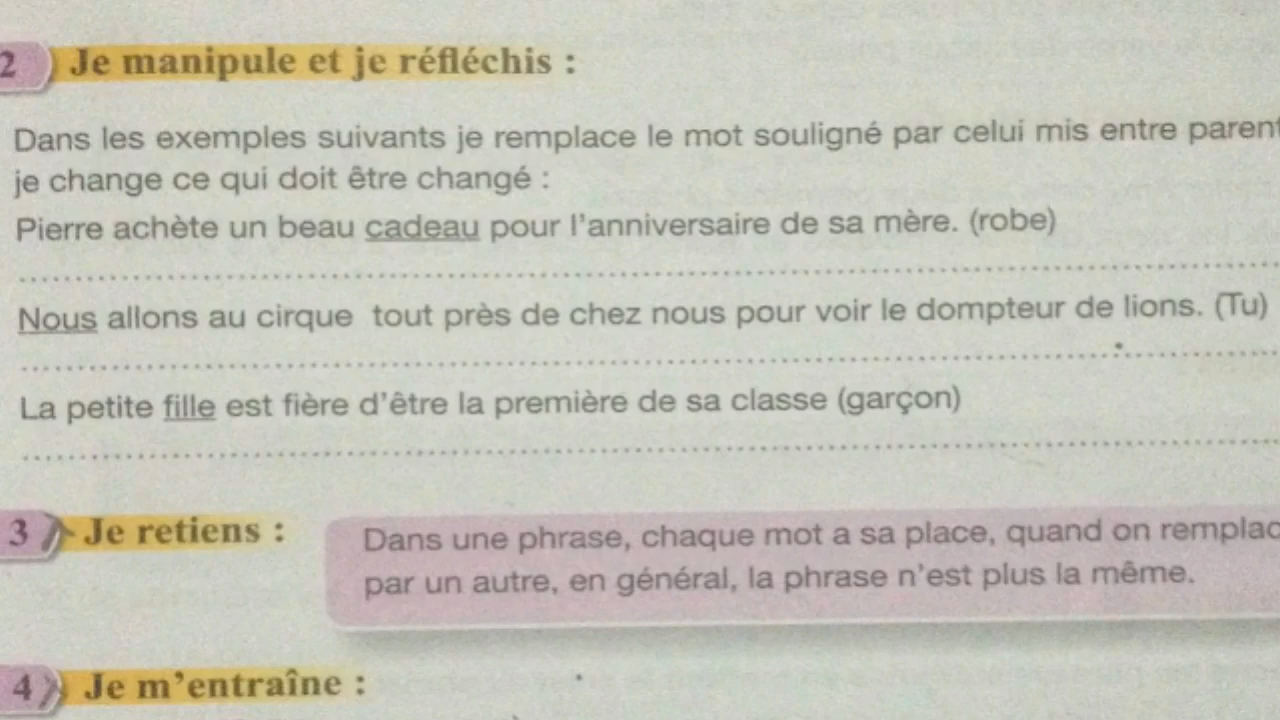 2 Je manipule et je réfléchis :
Dans les exemples suivants je remplace le mot souligné par celui mis entre paren
je change ce qui doit être changé :
Pierre achète un beau cadeau pour l'anniversaire de sa mère. (robe)
Nous allons au cirque tout près de chez nous pour voir le dompteur de lions. (Tu)
La petite fille est fière d'être la première de sa classe (garçon)
3 Je retiens :
Dans une phrase, chaque mot a sa place, quand on remplac
par un autre, en général, la phrase n'est plus la même.
4 Je m'entraîne :